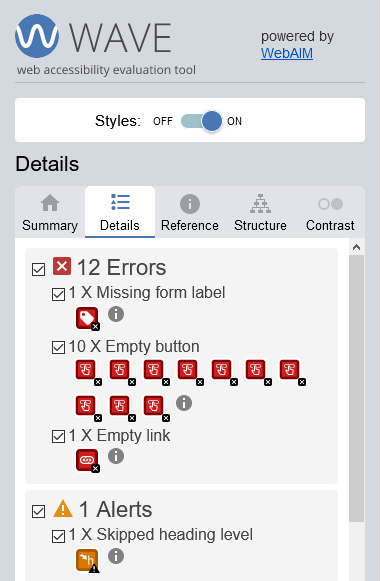 WAVE
powered by
WebAIM
web accessibility evaluation tool
Styles: OFF ON
Details
Summary Details Reference Structure Contrast
12 Errors
1 X Missing form label
10 X Empty button
1 X Empty link
1 Alerts
1 X Skipped heading level